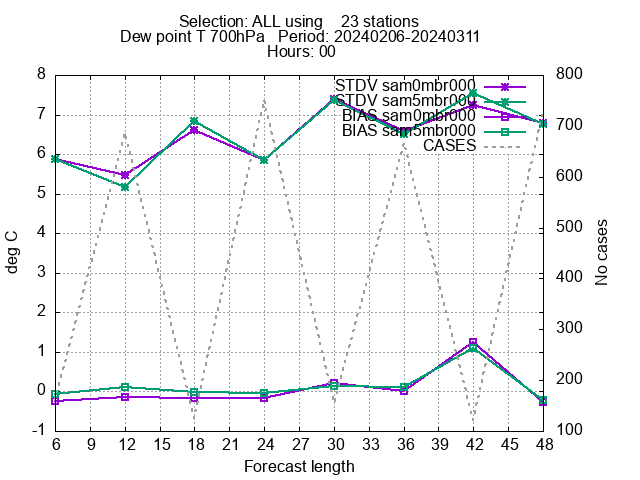 Selection: ALL using    23 stations
Dew point T 700hPa   Period: 20240206-20240311
Hours: 00
STDV sam0mbr000
STDV sam5mbr000
BIAS sam0mbr000
BIAS sam5mbr000
CASES
8
7
6
5
4
3
2
1
0
-1
deg C
800
700
600
500
400
300
200
100
No cases
6 9 12 15 18 21 24 27 30 33 36 39 42 45 48
Forecast length